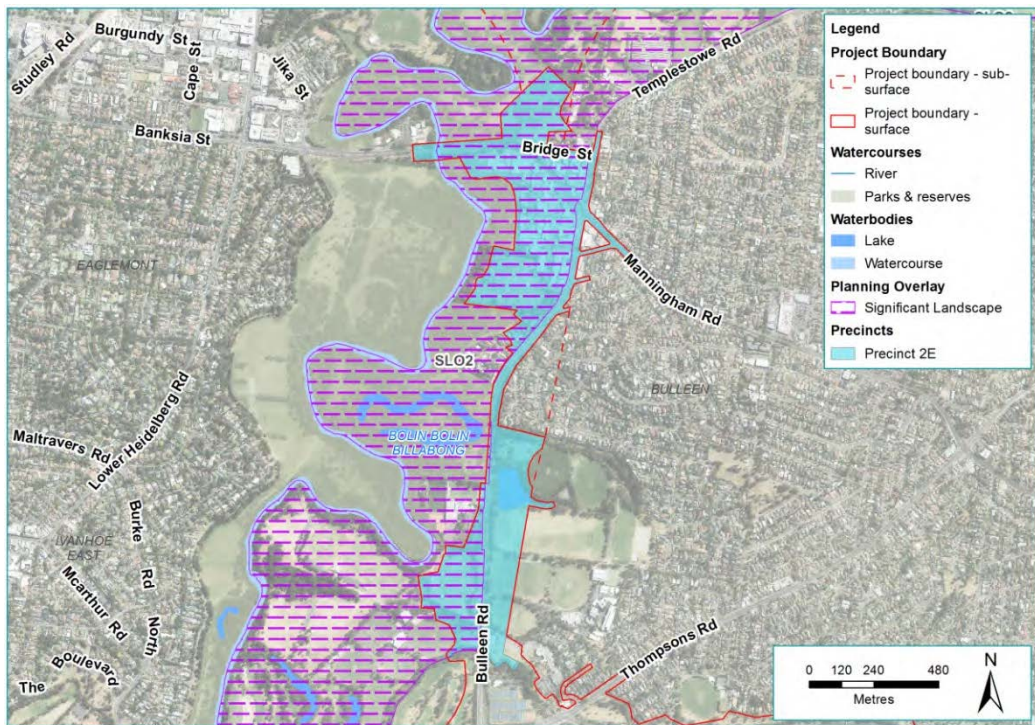 Studley Rd
Burgundy St
Cape St
Jika St
Banksia St
Templestowe Rd
Bridge St
Manningham Rd
EAGLEMONT
SLO2
BULLEEN
BOLIN BOLIN
BILLABONG
Maltravers Rd
Lower Heidelberg Rd
Burke Rd North
IVANHOE
EAST
Mcarthur Rd
The Boulevard
Bulleen Rd
Thompsons Rd
Legend
Project Boundary
Project boundary - sub-
surface
Project boundary -
surface
Watercourses
River
Parks & reserves
Waterbodies
Lake
Watercourse
Planning Overlay
Significant Landscape
Precincts
Precinct 2E
0 120 240 480
Metres
N